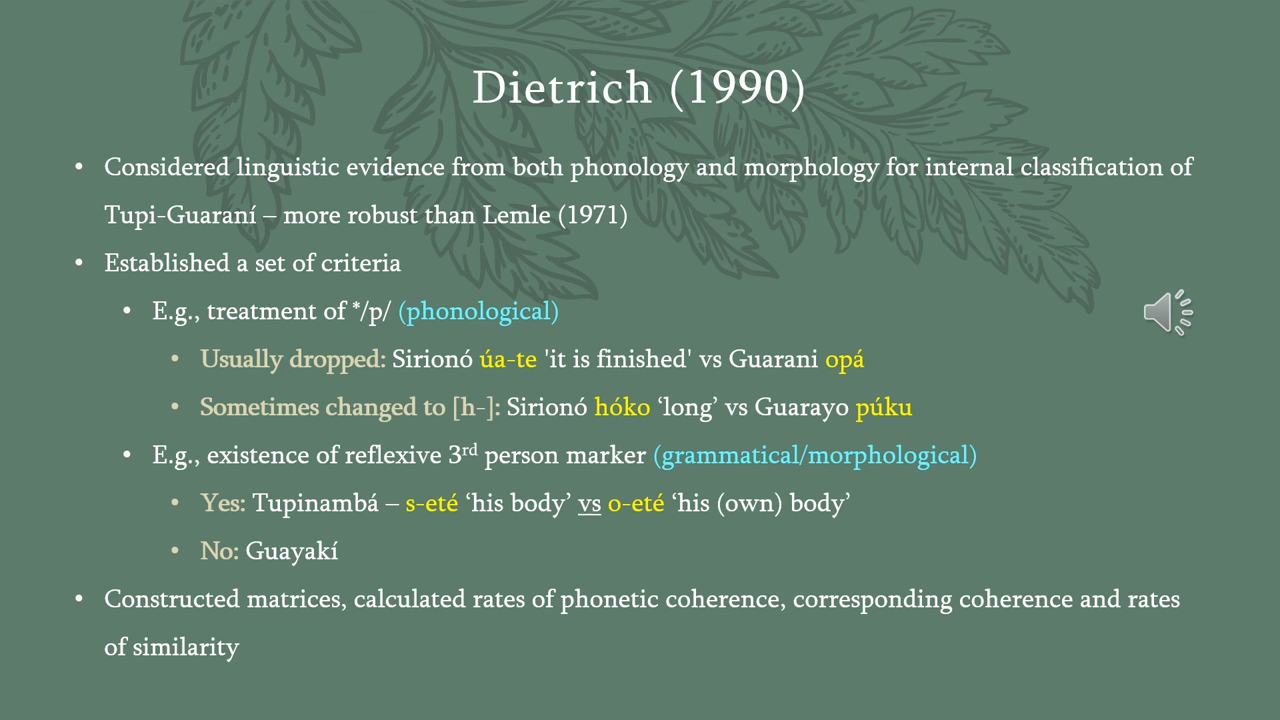 Dietrich (1990)
• Considered linguistic evidence from both phonology and morphology for internal classification of
Tupi-Guaraní – more robust than Lemle (1971)
• Established a set of criteria
• E.g., treatment of */p/ (phonological)
• Usually dropped: Sirionó úa-te 'it is finished' vs Guarani opá
• Sometimes changed to [h-]: Sirionó hóko ‘long’ vs Guarayo púku
• E.g., existence of reflexive 3rd person marker (grammatical/morphological)
• Yes: Tupinambá – s-eté ‘his body’ vs o-eté ‘his (own) body’
• No: Guayakí
• Constructed matrices, calculated rates of phonetic coherence, corresponding coherence and rates
of similarity